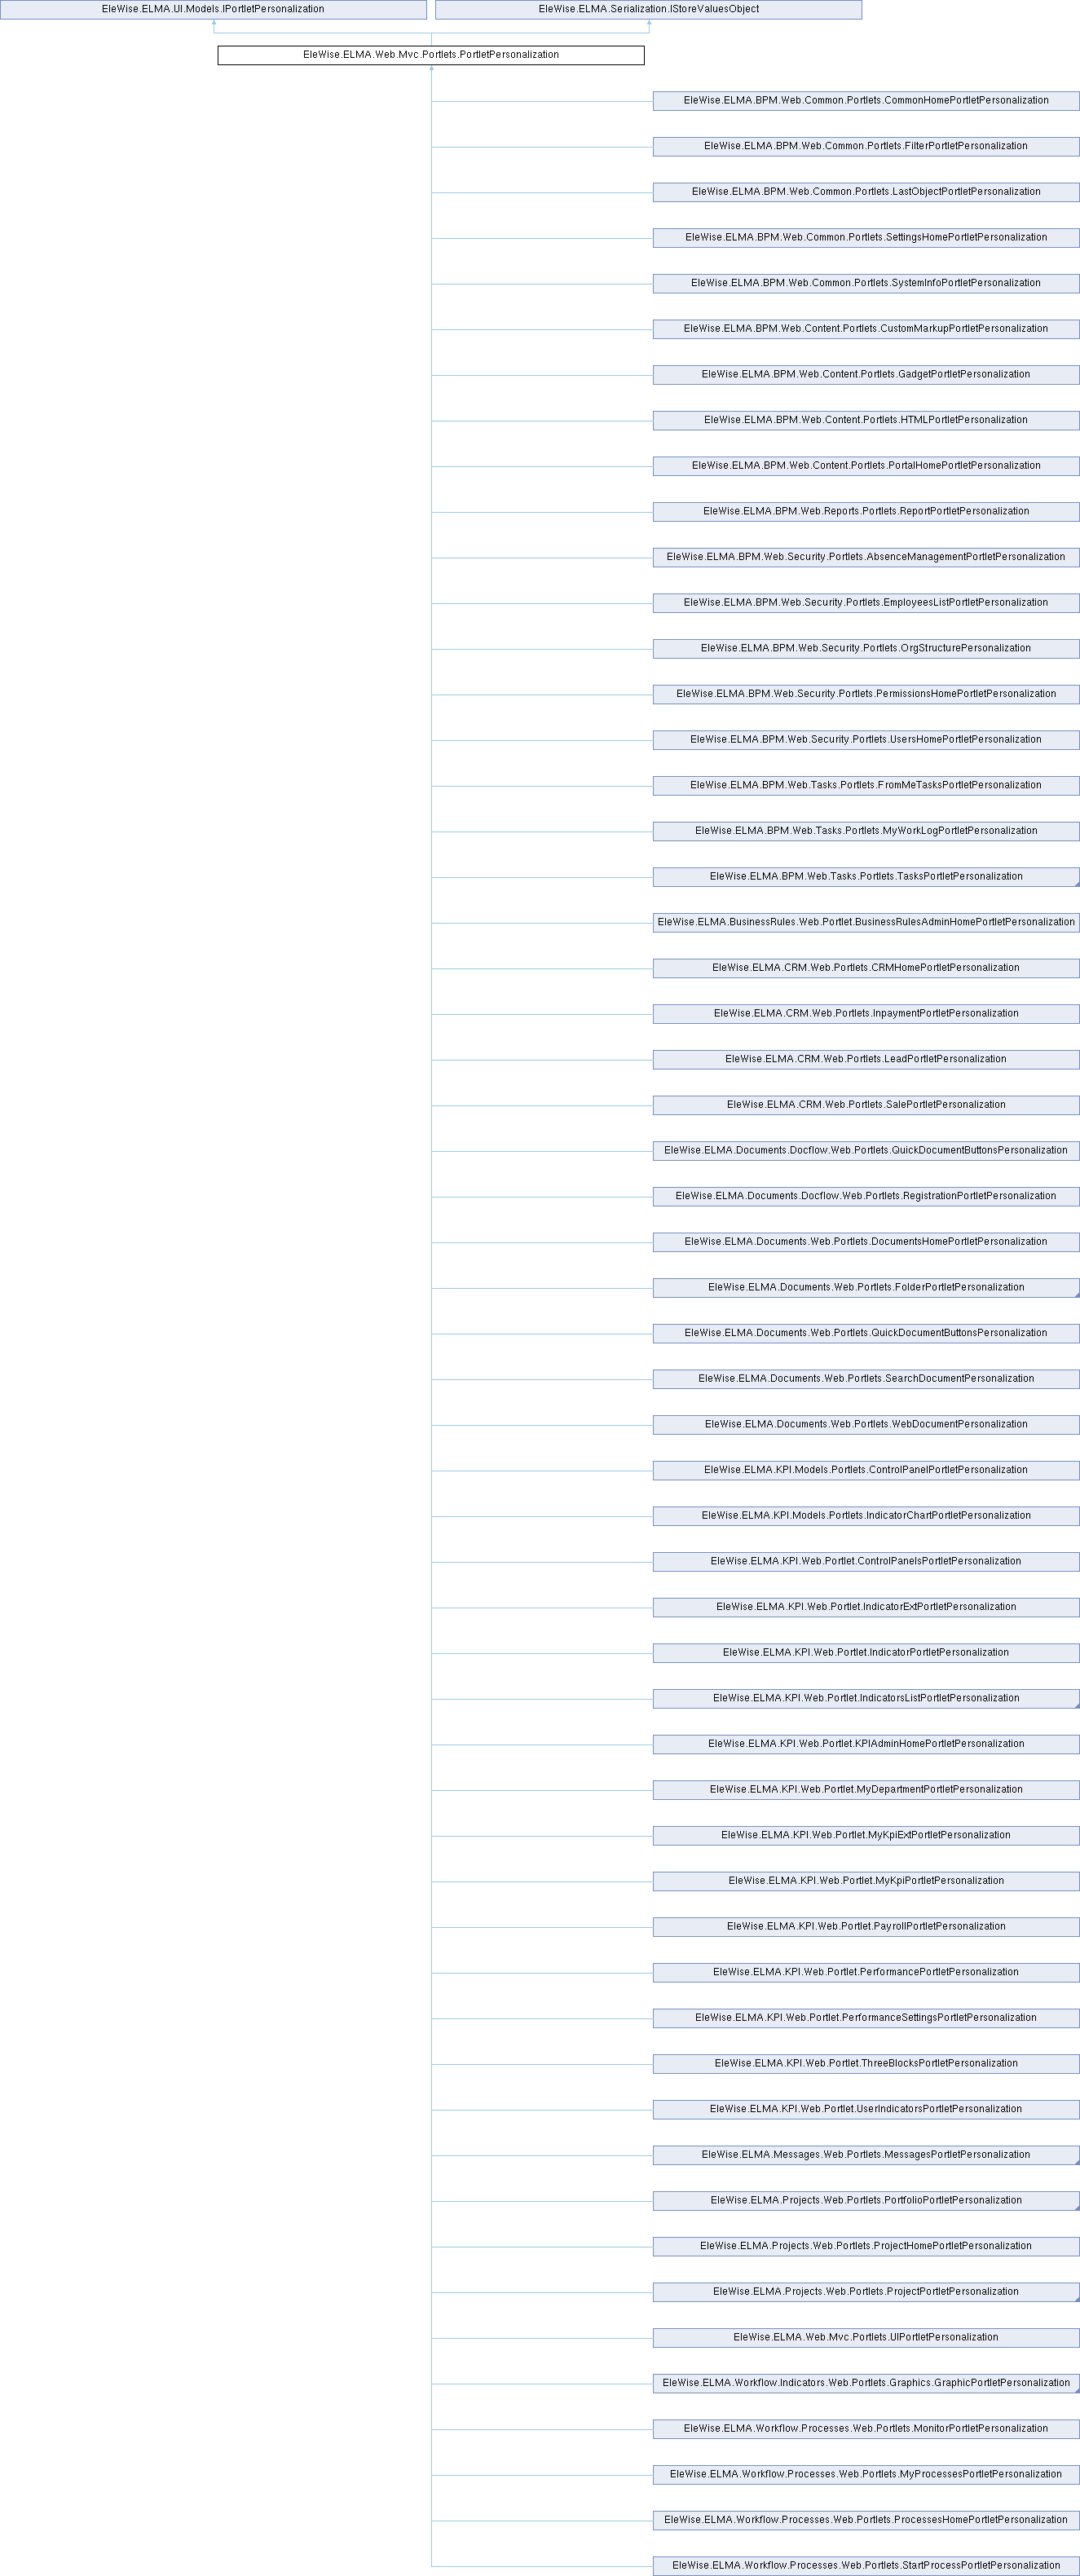 EleWise.ELMA.UI.Models.IPortletPersonalization
EleWise.ELMA.Serialization.IStoreValuesObject
EleWise.ELMA.Web.Mvc.Portlets.PortletPersonalization
EleWise.ELMA.BPM.Web.Common.Portlets.CommonHomePortletPersonalization
EleWise.ELMA.BPM.Web.Common.Portlets.FilterPortletPersonalization
EleWise.ELMA.BPM.Web.Common.Portlets.LastObjectPortletPersonalization
EleWise.ELMA.BPM.Web.Common.Portlets.SettingsHomePortletPersonalization
EleWise.ELMA.BPM.Web.Common.Portlets.SystemInfoPortletPersonalization
EleWise.ELMA.BPM.Web.Content.Portlets.CustomMarkupPortletPersonalization
EleWise.ELMA.BPM.Web.Content.Portlets.GadgetPortletPersonalization
EleWise.ELMA.BPM.Web.Content.Portlets.HTMLPortletPersonalization
EleWise.ELMA.BPM.Web.Content.Portlets.PortalHomePortletPersonalization
EleWise.ELMA.BPM.Web.Reports.Portlets.ReportPortletPersonalization
EleWise.ELMA.BPM.Web.Security.Portlets.AbsenceManagementPortletPersonalization
EleWise.ELMA.BPM.Web.Security.Portlets.EmployeesListPortletPersonalization
EleWise.ELMA.BPM.Web.Security.Portlets.OrgStructurePersonalization
EleWise.ELMA.BPM.Web.Security.Portlets.PermissionsHomePortletPersonalization
EleWise.ELMA.BPM.Web.Security.Portlets.UsersHomePortletPersonalization
EleWise.ELMA.BPM.Web.Tasks.Portlets.FromMeTasksPortletPersonalization
EleWise.ELMA.BPM.Web.Tasks.Portlets.MyWorkLogPortletPersonalization
EleWise.ELMA.BPM.Web.Tasks.Portlets.TasksPortletPersonalization
EleWise.ELMA.BusinessRules.Web.Portlet.BusinessRulesAdminHomePortletPersonalization
EleWise.ELMA.CRM.Web.Portlets.CRMHomePortletPersonalization
EleWise.ELMA.CRM.Web.Portlets.InpaymentPortletPersonalization
EleWise.ELMA.CRM.Web.Portlets.LeadPortletPersonalization
EleWise.ELMA.CRM.Web.Portlets.SalePortletPersonalization
EleWise.ELMA.Documents.Docflow.Web.Portlets.QuickDocumentButtonsPersonalization
EleWise.ELMA.Documents.Docflow.Web.Portlets.RegistrationPortletPersonalization
EleWise.ELMA.Documents.Web.Portlets.DocumentsHomePortletPersonalization
EleWise.ELMA.Documents.Web.Portlets.FolderPortletPersonalization
EleWise.ELMA.Documents.Web.Portlets.QuickDocumentButtonsPersonalization
EleWise.ELMA.Documents.Web.Portlets.SearchDocumentPersonalization
EleWise.ELMA.Documents.Web.Portlets.WebDocumentPersonalization
EleWise.ELMA.KPI.Models.Portlets.ControlPanelPortletPersonalization
EleWise.ELMA.KPI.Models.Portlets.IndicatorChartPortletPersonalization
EleWise.ELMA.KPI.Web.Portlet.ControlPanelsPortletPersonalization
EleWise.ELMA.KPI.Web.Portlet.IndicatorExtPortletPersonalization
EleWise.ELMA.KPI.Web.Portlet.IndicatorPortletPersonalization
EleWise.ELMA.KPI.Web.Portlet.IndicatorsListPortletPersonalization
EleWise.ELMA.KPI.Web.Portlet.KPIAdminHomePortletPersonalization
EleWise.ELMA.KPI.Web.Portlet.MyDepartmentPortletPersonalization
EleWise.ELMA.KPI.Web.Portlet.MyKpiExtPortletPersonalization
EleWise.ELMA.KPI.Web.Portlet.MyKpiPortletPersonalization
EleWise.ELMA.KPI.Web.Portlet.PayrollPortletPersonalization
EleWise.ELMA.KPI.Web.Portlet.PerformancePortletPersonalization
EleWise.ELMA.KPI.Web.Portlet.PerformanceSettingsPortletPersonalization
EleWise.ELMA.KPI.Web.Portlet.ThreeBlocksPortletPersonalization
EleWise.ELMA.KPI.Web.Portlet.UserIndicatorsPortletPersonalization
EleWise.ELMA.Messages.Web.Portlets.MessagesPortletPersonalization
EleWise.ELMA.Projects.Web.Portlets.PortfolioPortletPersonalization
EleWise.ELMA.Projects.Web.Portlets.ProjectHomePortletPersonalization
EleWise.ELMA.Projects.Web.Portlets.ProjectPortletPersonalization
EleWise.ELMA.Web.Mvc.Portlets.UIPortletPersonalization
EleWise.ELMA.Workflow.Indicators.Web.Portlets.Graphics.GraphicPortletPersonalization
EleWise.ELMA.Workflow.Processes.Web.Portlets.MonitorPortletPersonalization
EleWise.ELMA.Workflow.Processes.Web.Portlets.MyProcessesPortletPersonalization
EleWise.ELMA.Workflow.Processes.Web.Portlets.ProcessesHomePortletPersonalization
EleWise.ELMA.Workflow.Processes.Web.Portlets.StartProcessPortletPersonalization